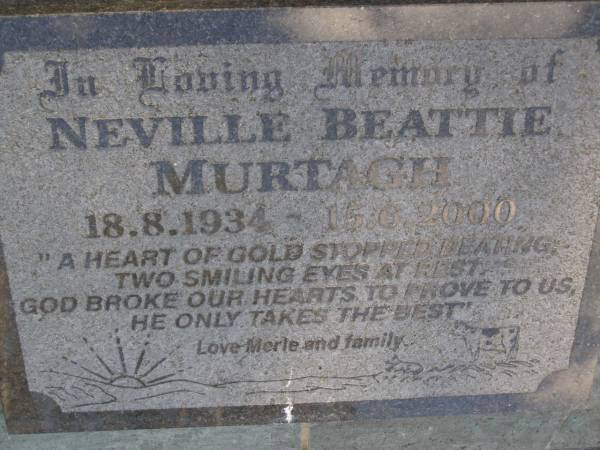 In Loving Memory of
NEVILLE BEATTIE
MURTAGH
18.8.1934 - 15.6.2000
"A HEART OF GOLD STOPPED BEATING,
TWO SMILING EYES AT REST.
GOD BROKE OUR HEARTS TO PROVE TO US,
HE ONLY TAKES THE BEST"
Love Merle and family